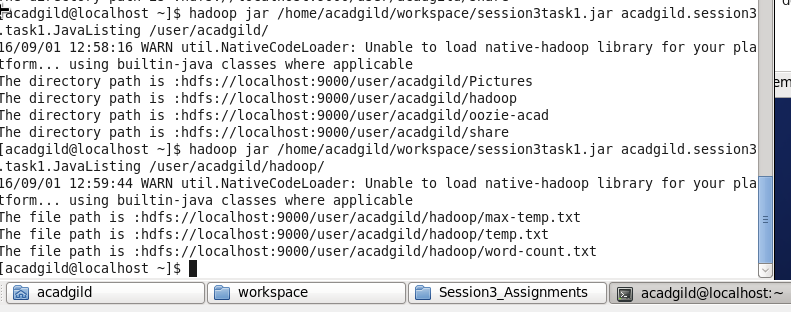 [acadgild@localhost ~]$ hadoop jar /home/acadgild/workspace/session3task1.jar acadgild.session3
.task1.JavaListing /user/acadgild/
16/09/01 12:58:16 WARN util.NativeCodeLoader: Unable to load native-hadoop library for your pla
tform... using builtin-java classes where applicable
The directory path is :hdfs://localhost:9000/user/acadgild/Pictures
The directory path is :hdfs://localhost:9000/user/acadgild/hadoop
The directory path is :hdfs://localhost:9000/user/acadgild/oozie-acad
The directory path is :hdfs://localhost:9000/user/acadgild/share
[acadgild@localhost ~]$ hadoop jar /home/acadgild/workspace/session3task1.jar acadgild.session3
.task1.JavaListing /user/acadgild/hadoop/
16/09/01 12:59:44 WARN util.NativeCodeLoader: Unable to load native-hadoop library for your pla
tform... using builtin-java classes where applicable
The file path is :hdfs://localhost:9000/user/acadgild/hadoop/max-temp.txt
The file path is :hdfs://localhost:9000/user/acadgild/hadoop/temp.txt
The file path is :hdfs://localhost:9000/user/acadgild/hadoop/word-count.txt
[acadgild@localhost ~]$
acadgild workspace Session3_Assignments acadgild@localhost:~